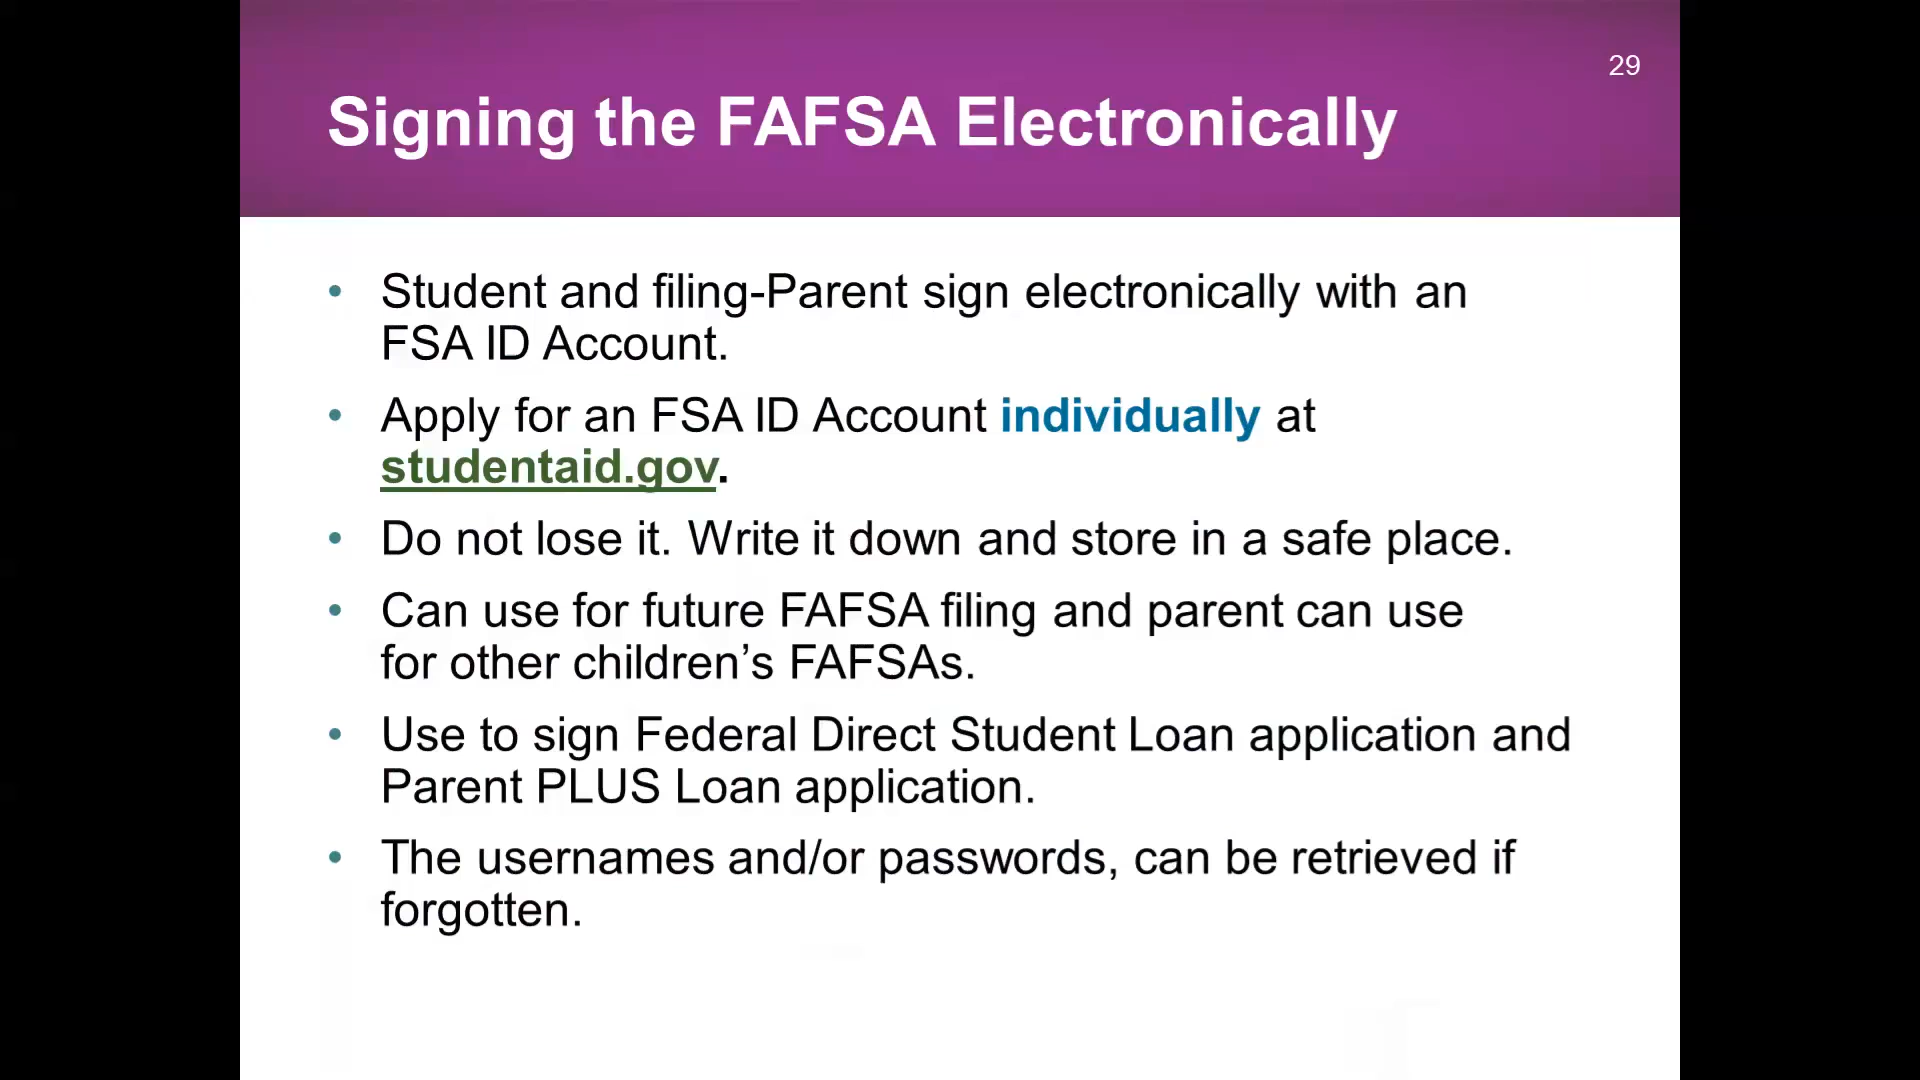 29
Signing the FAFSA Electronically
• Student and filing-Parent sign electronically with an
FSA ID Account.
• Apply for an FSA ID Account individually at
studentaid.gov.
• Do not lose it. Write it down and store in a safe place.
• Can use for future FAFSA filing and parent can use
for other children’s FAFSAs.
• Use to sign Federal Direct Student Loan application and
Parent PLUS Loan application.
• The usernames and/or passwords, can be retrieved if
forgotten.